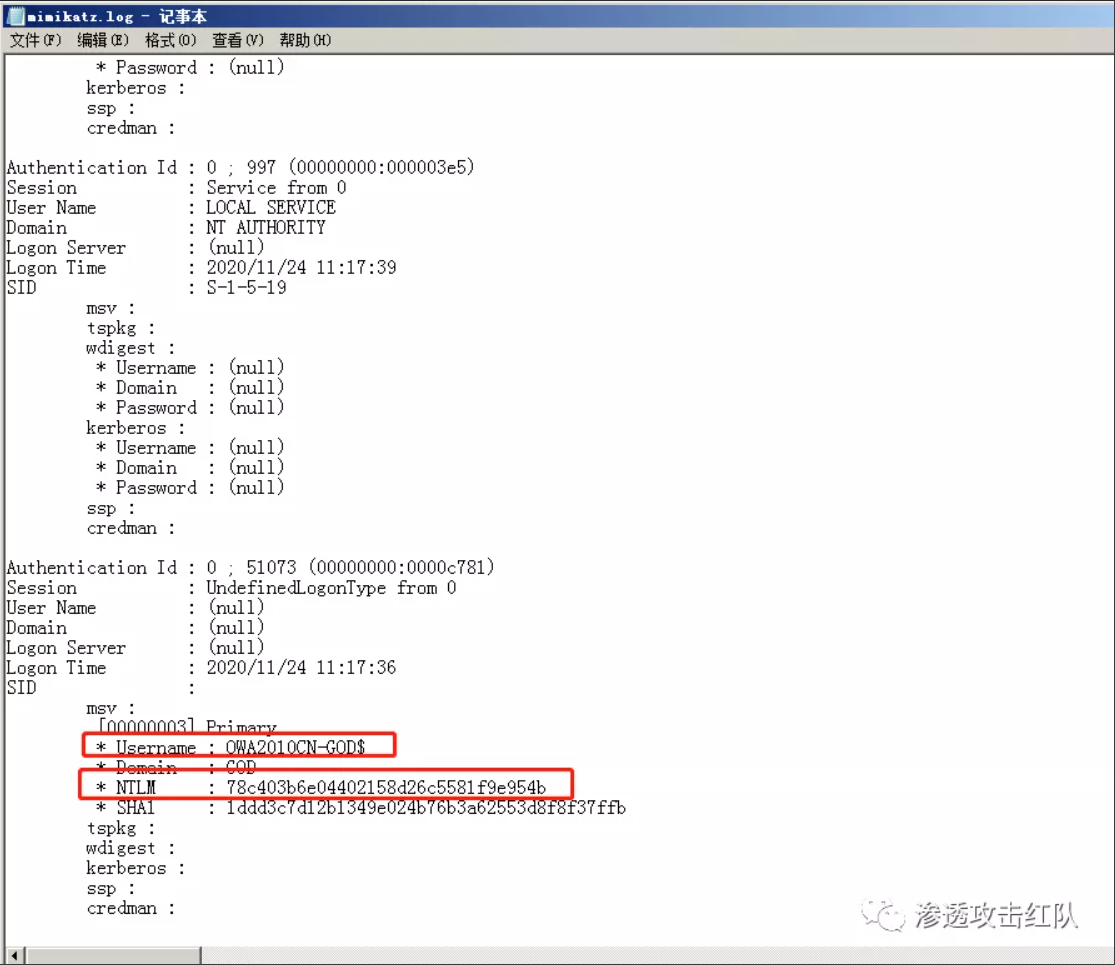 mimikatz.log - 记事本
文件(F) 编辑(E) 格式(O) 查看(V) 帮助(H)
* Password : (null)
kerberos :
ssp :
credman :
Authentication Id : 0 ; 997 (00000000:000003e5)
Session : Service from 0
User Name : LOCAL SERVICE
Domain : NT AUTHORITY
Logon Server : (null)
Logon Time : 2020/11/24 11:17:39
SID : S-1-5-19
msv :
tspkg :
wdigest :
* Username : (null)
* Domain : (null)
* Password : (null)
kerberos :
* Username : (null)
* Domain : (null)
* Password : (null)
ssp :
credman :
Authentication Id : 0 ; 51073 (00000000:0000c781)
Session : UndefinedLogonType from 0
User Name : (null)
Domain : (null)
Logon Server : (null)
Logon Time : 2020/11/24 11:17:36
SID :
msv :
[00000003] Primary
* Username : OWA2010CN-GOD$
* Domain : GOD
* NTLM : 78c403b6e04402158d26c5581f9e954b
* SHA1 : 1ddd3c7d12b1349e024b76b3a62553d8f8f37ffb
tspkg :
wdigest :
kerberos :
ssp :
credman :
渗透攻击红队